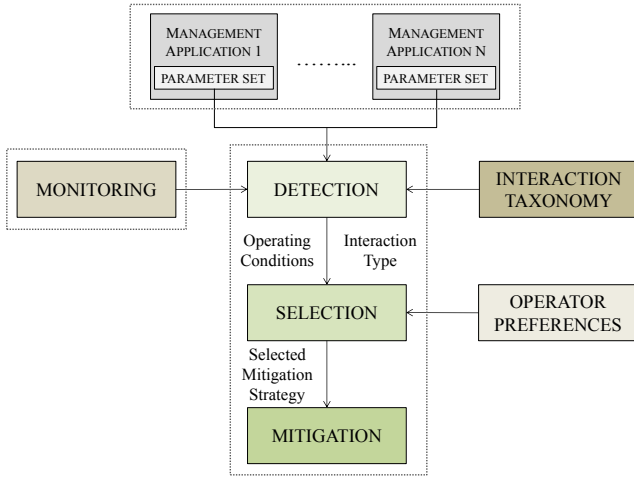 MANAGEMENT
APPLICATION 1
PARAMETER SET
………..
MANAGEMENT
APPLICATION N
PARAMETER SET
MONITORING
DETECTION
INTERACTION
TAXONOMY
Operating
Conditions
Interaction
Type
SELECTION
OPERATOR
PREFERENCES
Selected
Mitigation
Strategy
MITIGATION